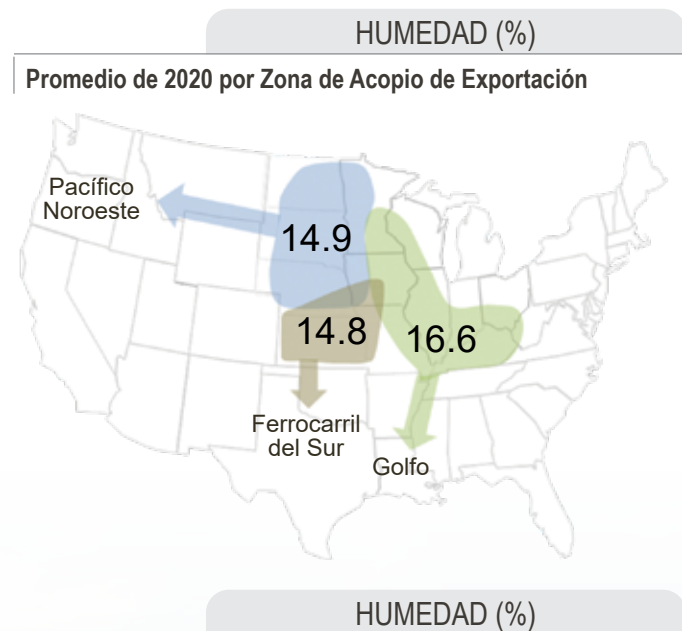 HUMEDAD (%)
Promedio de 2020 por Zona de Acopio de Exportación
Pacífico
Noroeste
14.9
14.8
16.6
Ferrocarril
del Sur
Golfo
HUMEDAD (%)